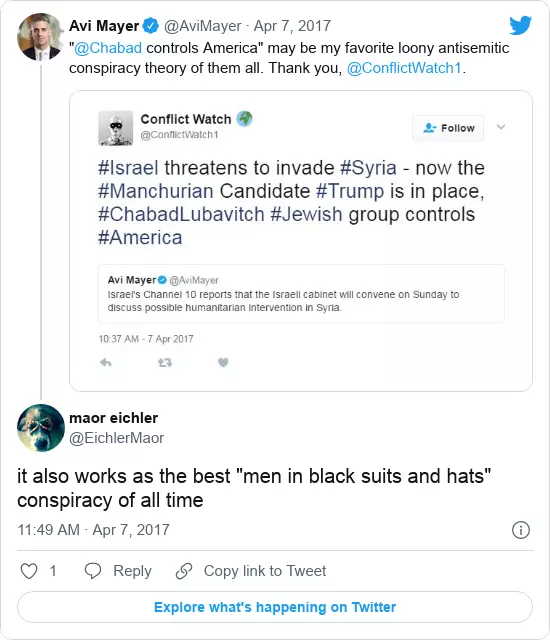 Avi Mayer @AviMayer · Apr 7, 2017
"@Chabad controls America" may be my favorite loony antisemitic
conspiracy theory of them all. Thank you, @ConflictWatch1.
Conflict Watch
@ConflictWatch1
Follow
#Israel threatens to invade #Syria - now the
#Manchurian Candidate #Trump is in place,
#ChabadLubavitch #Jewish group controls
#America
Avi Mayer @AviMayer
Israel's Channel 10 reports that the Israeli cabinet will convene on Sunday to
discuss possible humanitarian intervention in Syria.
10:37 AM - 7 Apr 2017
maor eichler
@EichlerMaor
it also works as the best "men in black suits and hats"
conspiracy of all time
11:49 AM · Apr 7, 2017
1 Reply Copy link to Tweet
Explore what's happening on Twitter